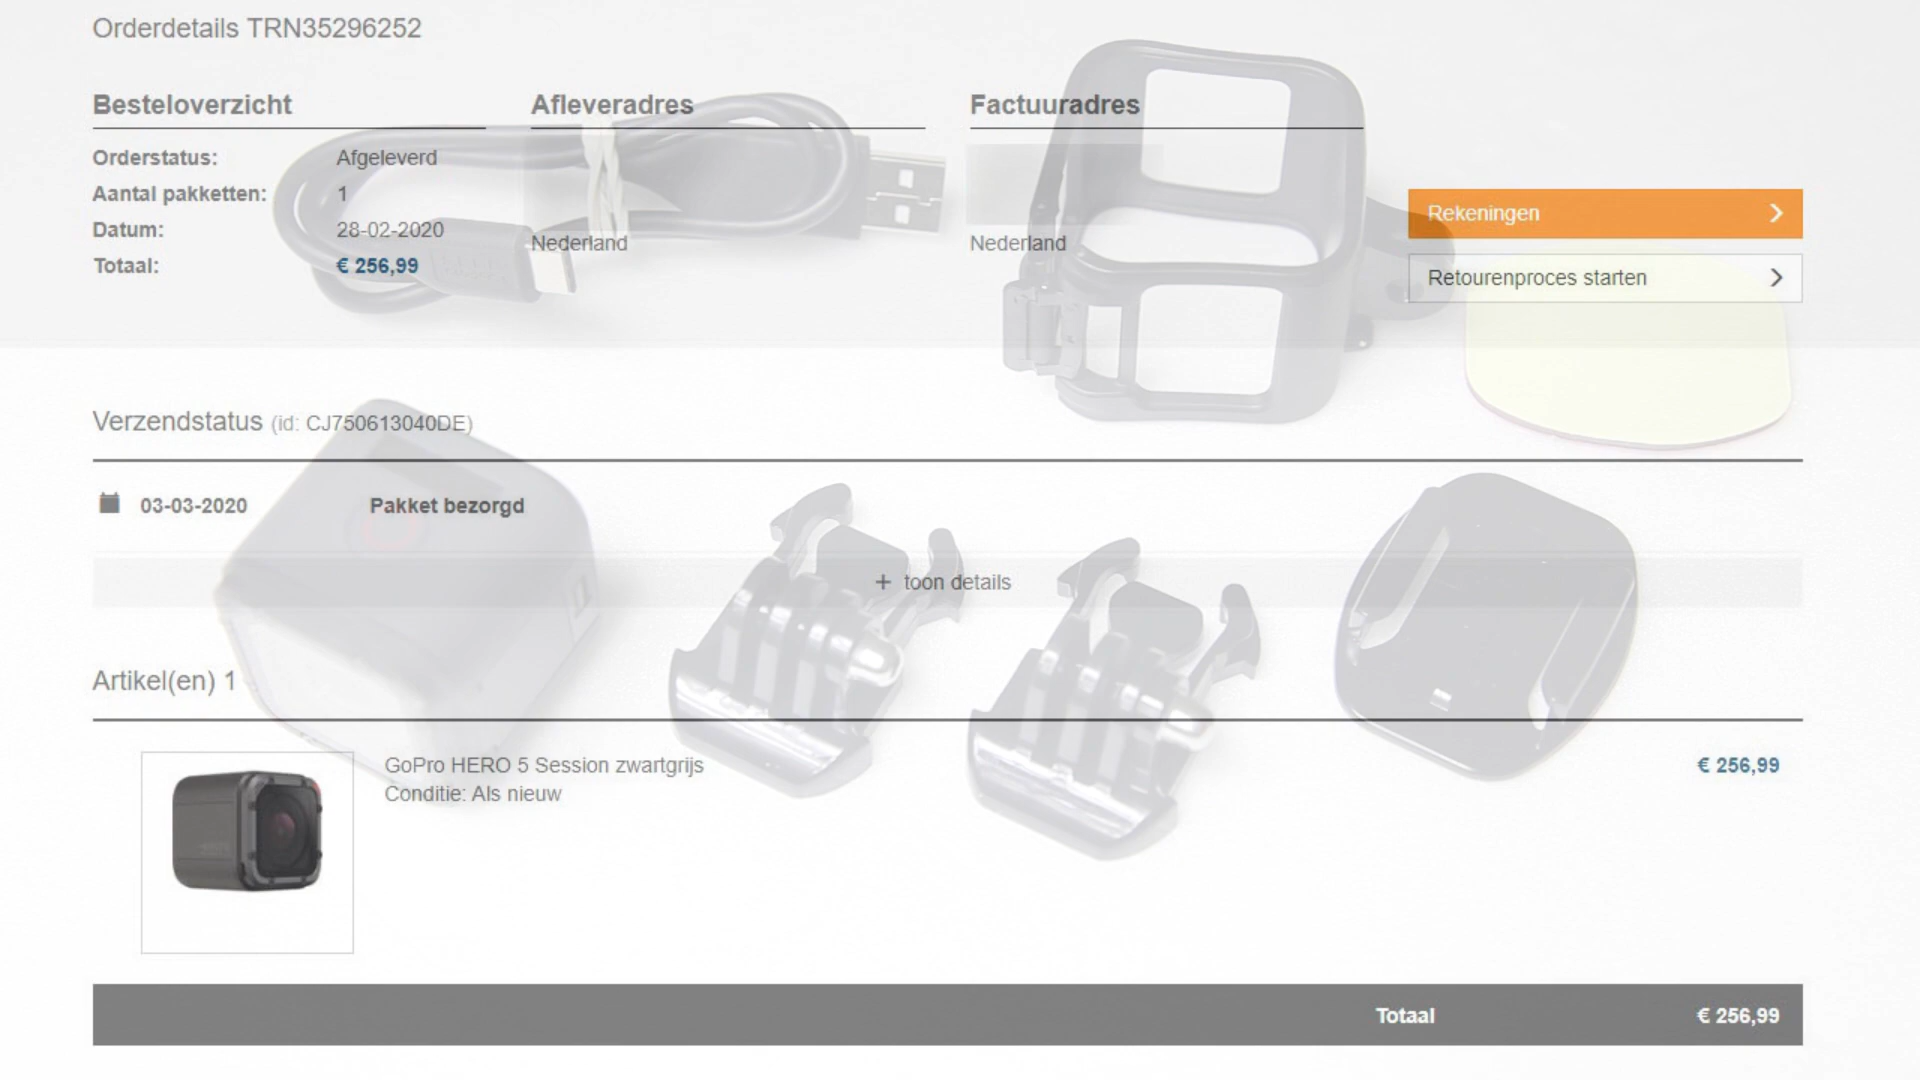 Orderdetails TRN35296252
Besteloverzicht
Orderstatus: Afgeleverd
Aantal pakketten: 1
Datum: 28-02-2020
Totaal: € 256,99
Afleveradres
Nederland
Factuuradres
Nederland
Rekeningen
Retourenproces starten
Verzendstatus (id: CJ750613040DE)
03-03-2020 Pakket bezorgd
+ toon details
Artikel(en) 1
GoPro HERO 5 Session zwartgrijs € 256,99
Conditie: Als nieuw
Totaal € 256,99